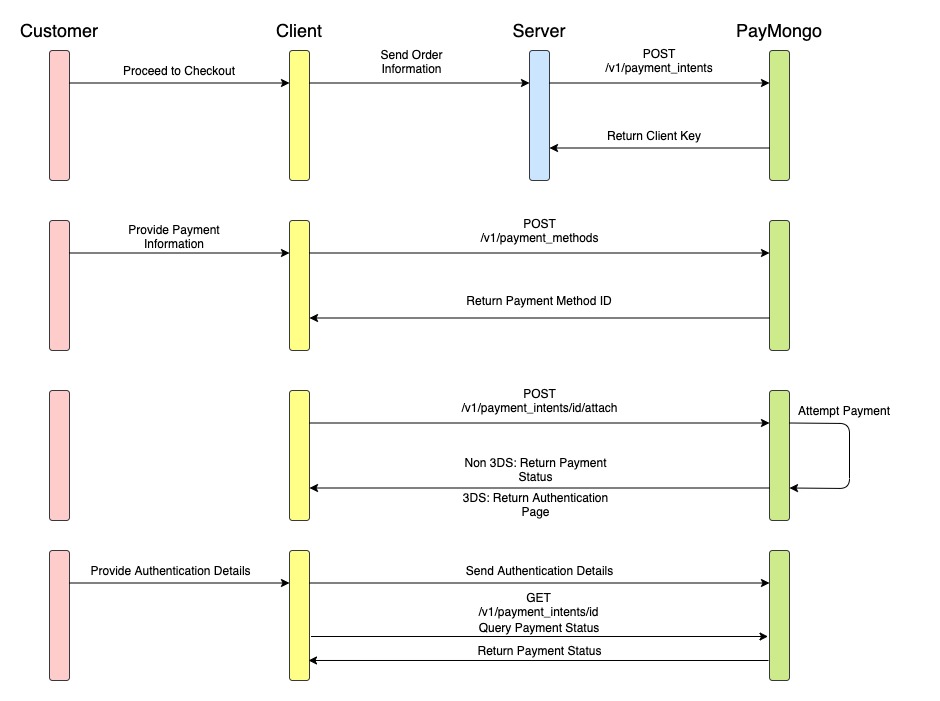 Customer
Client
Server
PayMongo
Proceed to Checkout
Send Order
Information
POST
/v1/payment_intents
Return Client Key
Provide Payment
Information
POST
/v1/payment_methods
Return Payment Method ID
POST
/v1/payment_intents/id/attach
Attempt Payment
Non 3DS: Return Payment
Status
3DS: Return Authentication
Page
Provide Authentication Details
Send Authentication Details
GET
/v1/payment_intents/id
Query Payment Status
Return Payment Status